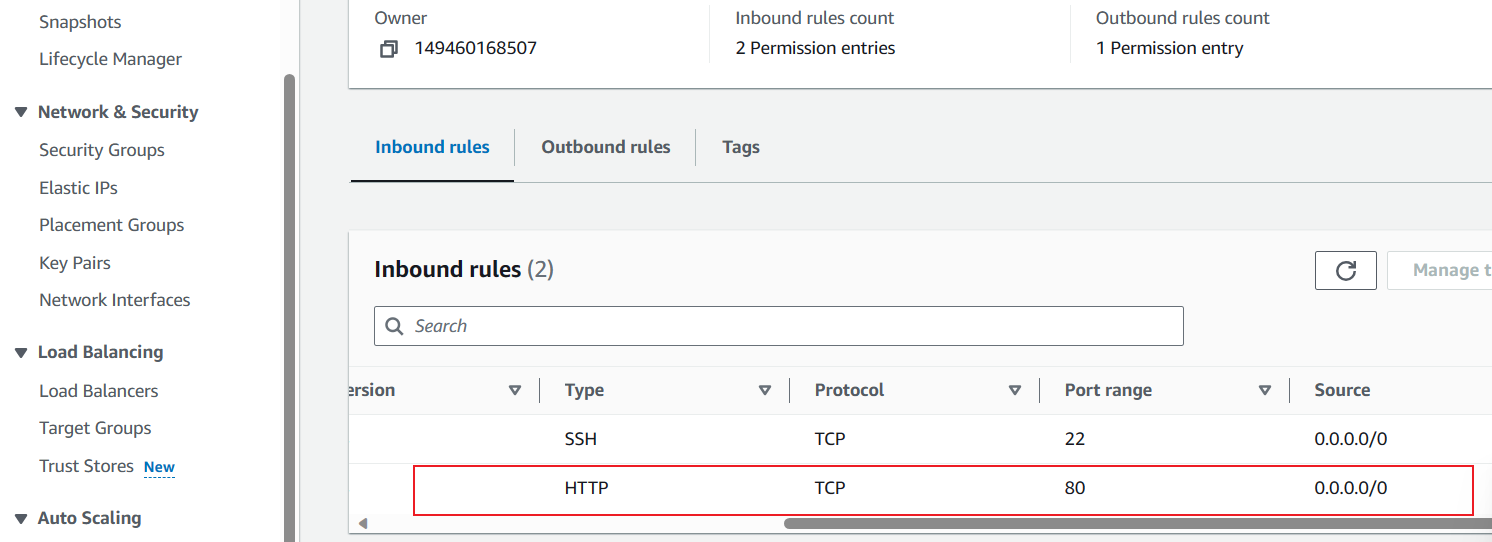 Snapshots
Lifecycle Manager
Network & Security
Security Groups
Elastic IPs
Placement Groups
Key Pairs
Network Interfaces
Load Balancing
Load Balancers
Target Groups
Trust Stores New
Auto Scaling
Owner Inbound rules count Outbound rules count
149460168507 2 Permission entries 1 Permission entry
Inbound rules Outbound rules Tags
Inbound rules (2) Manage t
Search
ersion Type Protocol Port range Source
SSH TCP 22 0.0.0.0/0
HTTP TCP 80 0.0.0.0/0